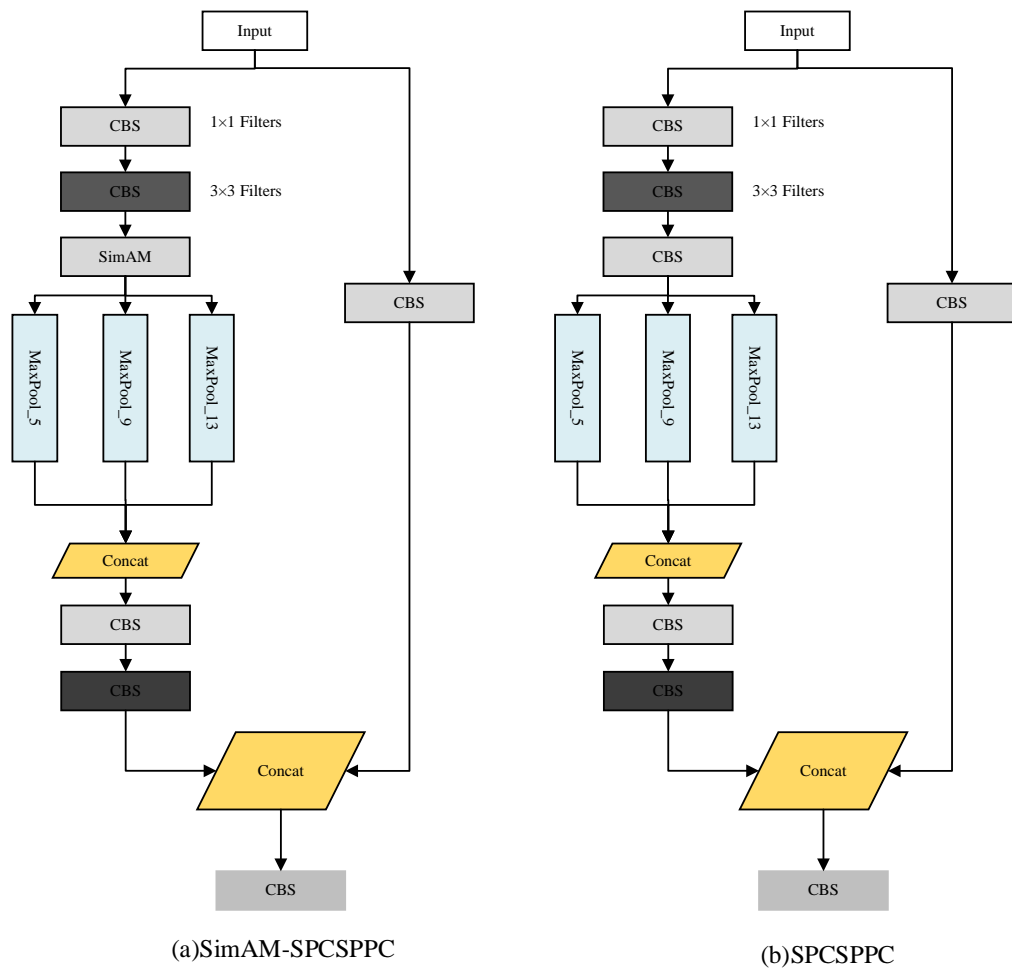 Input
CBS
1×1 Filters
CBS
3×3 Filters
SimAM
CBS
MaxPool_5
MaxPool_9
MaxPool_13
Concat
CBS
CBS
Concat
CBS
(a)SimAM-SPCSPPC
Input
CBS
1×1 Filters
CBS
3×3 Filters
CBS
CBS
MaxPool_5
MaxPool_9
MaxPool_13
Concat
CBS
CBS
Concat
CBS
(b)SPCSPPC